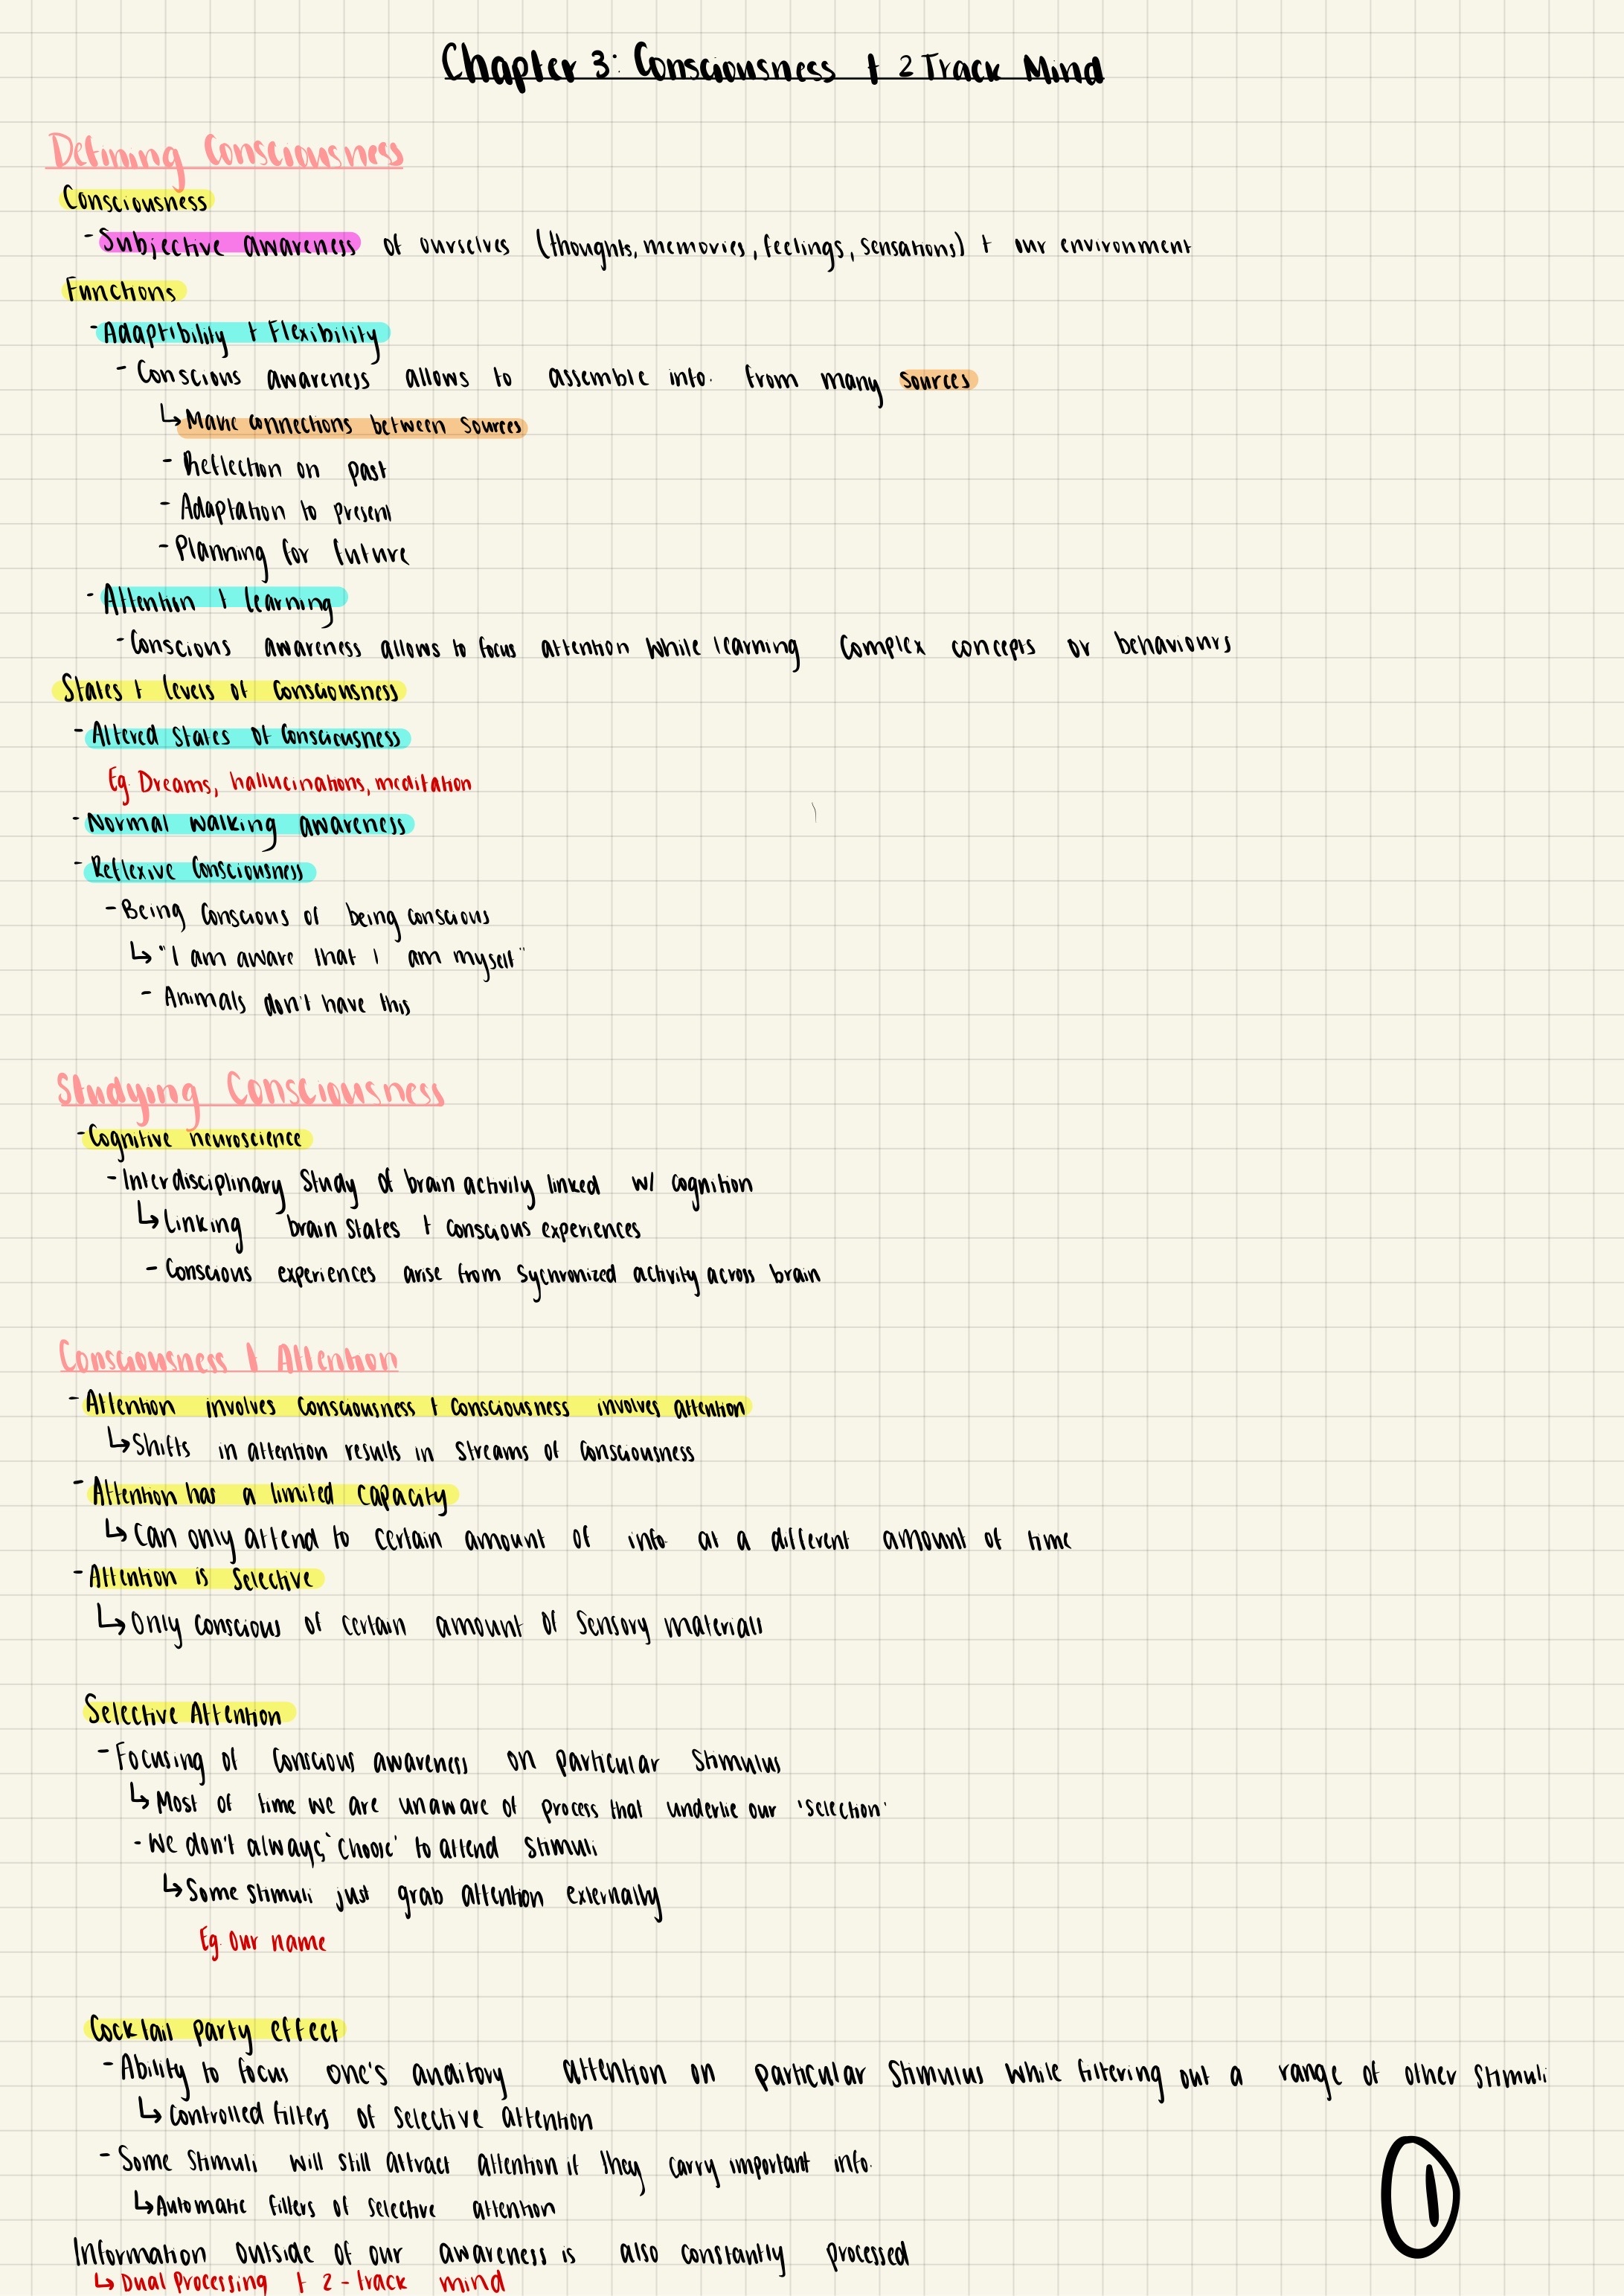 Chapter 3: Consciousness + 2 Track Mind
Defining Consciousness
Consciousness
- Subjective awareness of ourselves (thoughts, memories, feelings, sensations) + our environment
Functions
- Adaptibility + Flexibility
- Conscious awareness allows to assemble info. from many sources
↳ Make connections between sources
- Reflection on past
- Adaptation to present
- Planning for future
- Attention + learning
- Conscious awareness allows to focus attention while learning complex concepts or behaviours
States + levels of consciousness
- Altered States of Consciousness
Eg. Dreams, hallucinations, meditation
- Normal walking awareness
- Reflexive Consciousness
- Being conscious of being conscious
↳ "I am aware that I am myself"
- Animals don't have this
Studying Consciousness
- Cognitive neuroscience
- Interdisciplinary study of brain activity linked w/ cognition
↳ Linking brain states + conscious experiences
- Conscious experiences arise from sychronized activity across brain
Consciousness + Attention
- Attention involves consciousness + consciousness involves attention
↳ Shifts in attention results in streams of consciousness
- Attention has a limited capacity
↳ Can only attend to certain amount of info. at a different amount of time
- Attention is selective
↳ Only conscious of certain amount of sensory materials
Selective Attention
- Focusing of conscious awareness on particular stimulus
↳ Most of time we are unaware of process that underlie our 'selection'
- We don't always 'choose' to attend stimuli
↳ Some stimuli just grab attention externally
Eg. Our name
Cocktail party effect
- Ability to focus one's auditory attention on particular stimulus while filtering out a range of other stimuli
↳ Controlled filters of selective attention
- Some stimuli will still attract attention if they carry important info.
↳ Automatic filters of selective attention
Information outside of our awareness is also constantly processed
↳ Dual Processing + 2-track mind
1